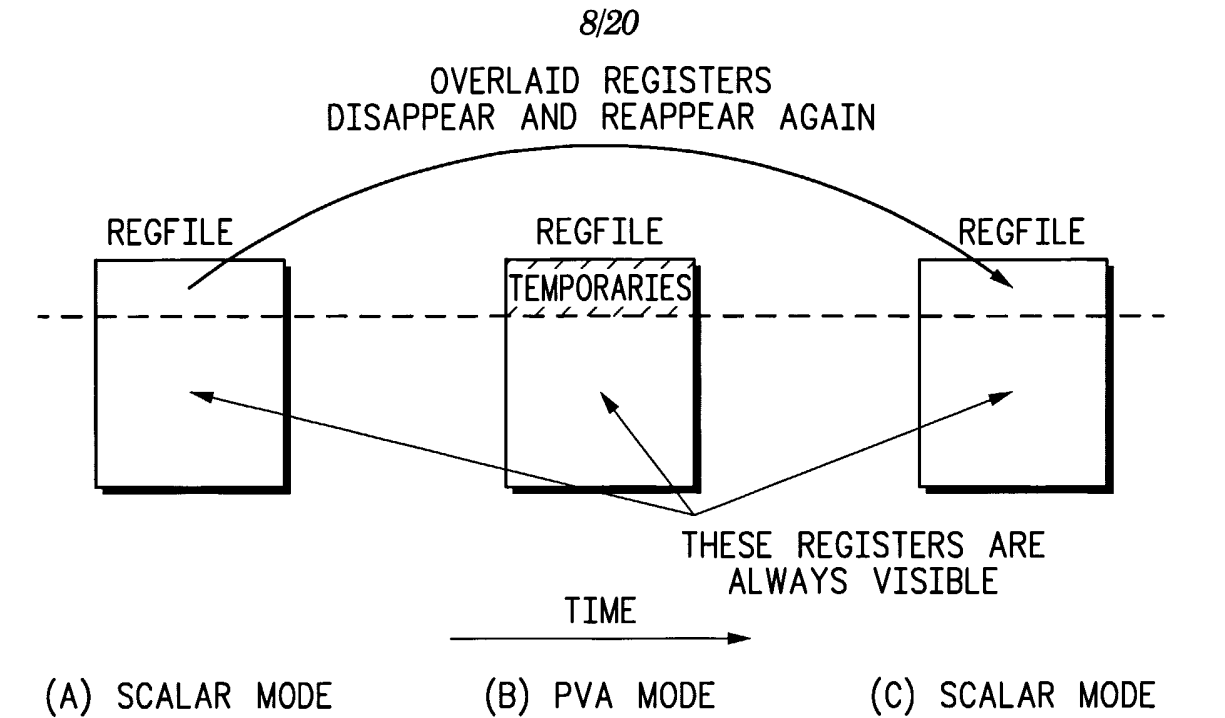 8/20
OVERLAID REGISTERS
DISAPPEAR AND REAPPEAR AGAIN
REGFILE
REGFILE
REGFILE
TEMPORARIES
THESE REGISTERS ARE
ALWAYS VISIBLE
TIME
(A) SCALAR MODE
(B) PVA MODE
(C) SCALAR MODE